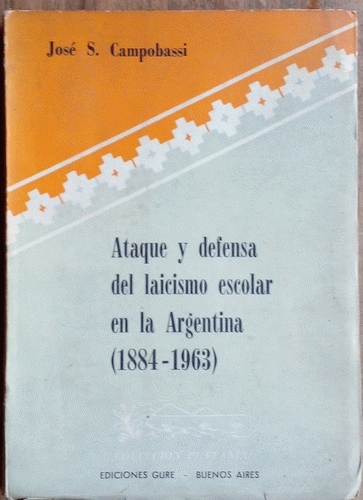 José S. Campobassi
Ataque y defensa
del laicismo escolar
en la Argentina
(1884-1963)
EDICIONES GURE - BUENOS AIRES